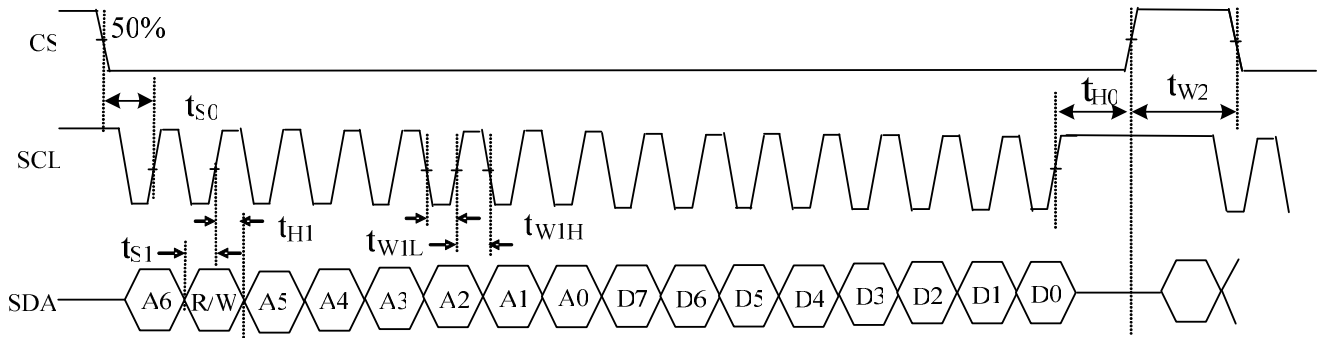 CS
50%
tS0
tH0
tW2
SCL
tS1
tH1
tW1L
tW1H
SDA
A6 R/W A5 A4 A3 A2 A1 A0 D7 D6 D5 D4 D3 D2 D1 D0